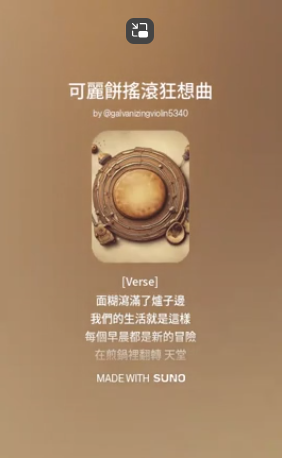 可麗餅搖滾狂想曲
by @galvanizingviolin5340
[Verse]
面糊瀉滿了爐子邊
我們的生活就是這樣
每個早晨都是新的冒險
在煎鍋裡翻轉 天堂
MADE WITH SUNO